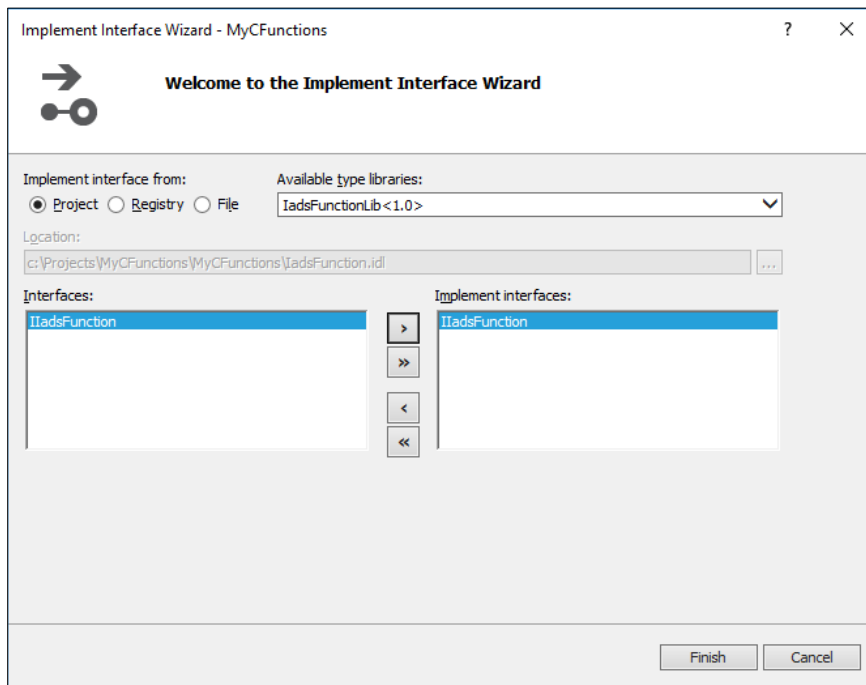 Implement Interface Wizard - MyCFunctions ?
Welcome to the Implement Interface Wizard
Implement interface from: Available type libraries:
Project Registry File IadsFunctionLib<1.0>
Location:
c:\Projects\MyCFunctions\MyCFunctions\IadsFunction.idl ...
Interfaces: Implement interfaces:
IIadsFunction > IIadsFunction
>>
<
<<
Finish Cancel